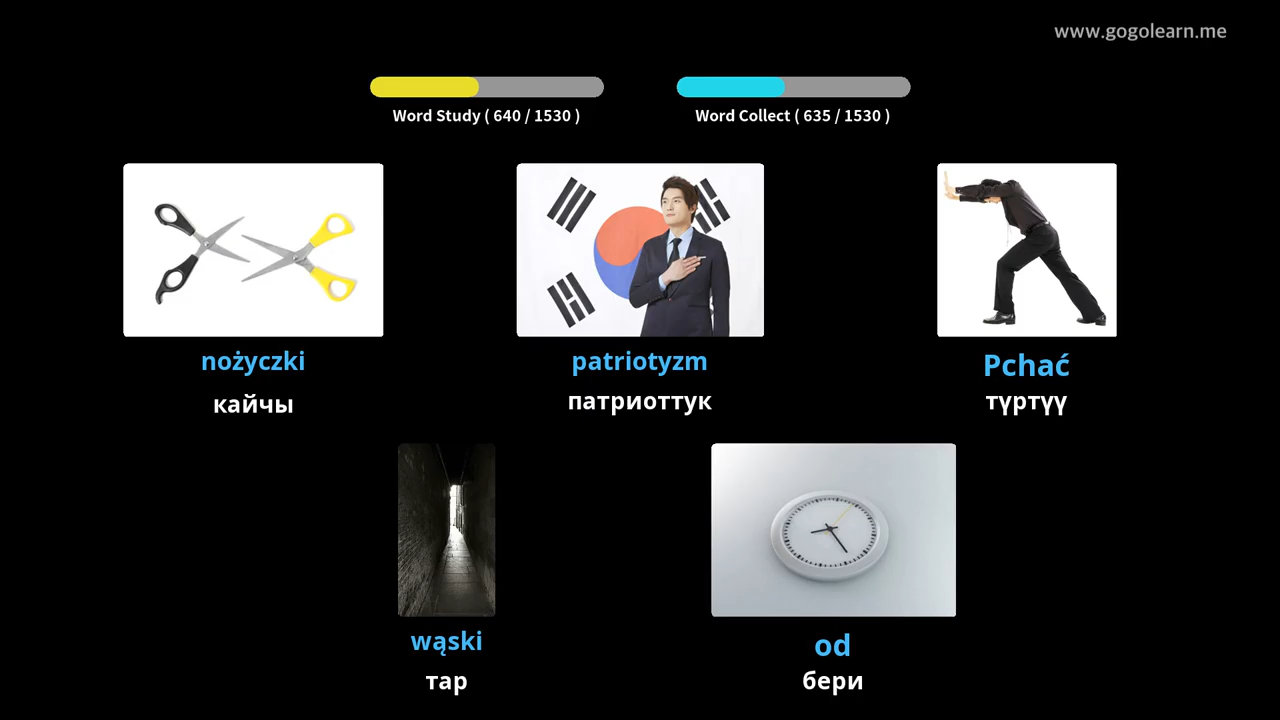 www.gogolearn.me
Word Study ( 640 / 1530 )
Word Collect ( 635 / 1530 )
nożyczki
кайчы
patriotyzm
патриоттук
Pchać
түртүү
wąski
тар
od
бери